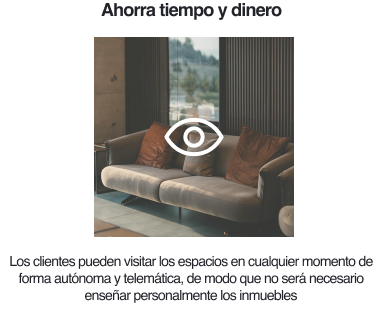 Ahorra tiempo y dinero
Los clientes pueden visitar los espacios en cualquier momento de
forma autónoma y telemática, de modo que no será necesario
enseñar personalmente los inmuebles